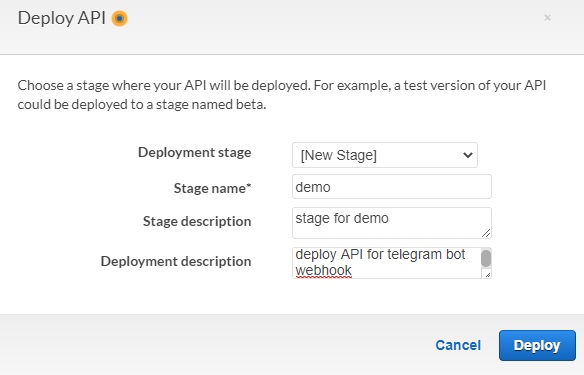 Deploy API
Choose a stage where your API will be deployed. For example, a test version of your API
could be deployed to a stage named beta.
Deployment stage [New Stage]
Stage name* demo
Stage description stage for demo
Deployment description deploy API for telegram bot
webhook
Cancel Deploy